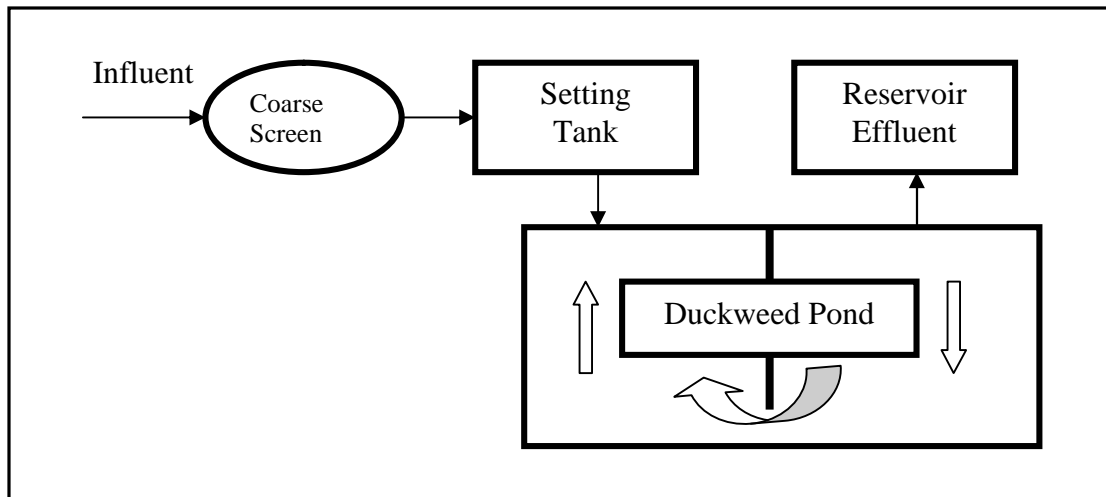 Influent
Coarse
Screen
Setting
Tank
Reservoir
Effluent
Duckweed Pond